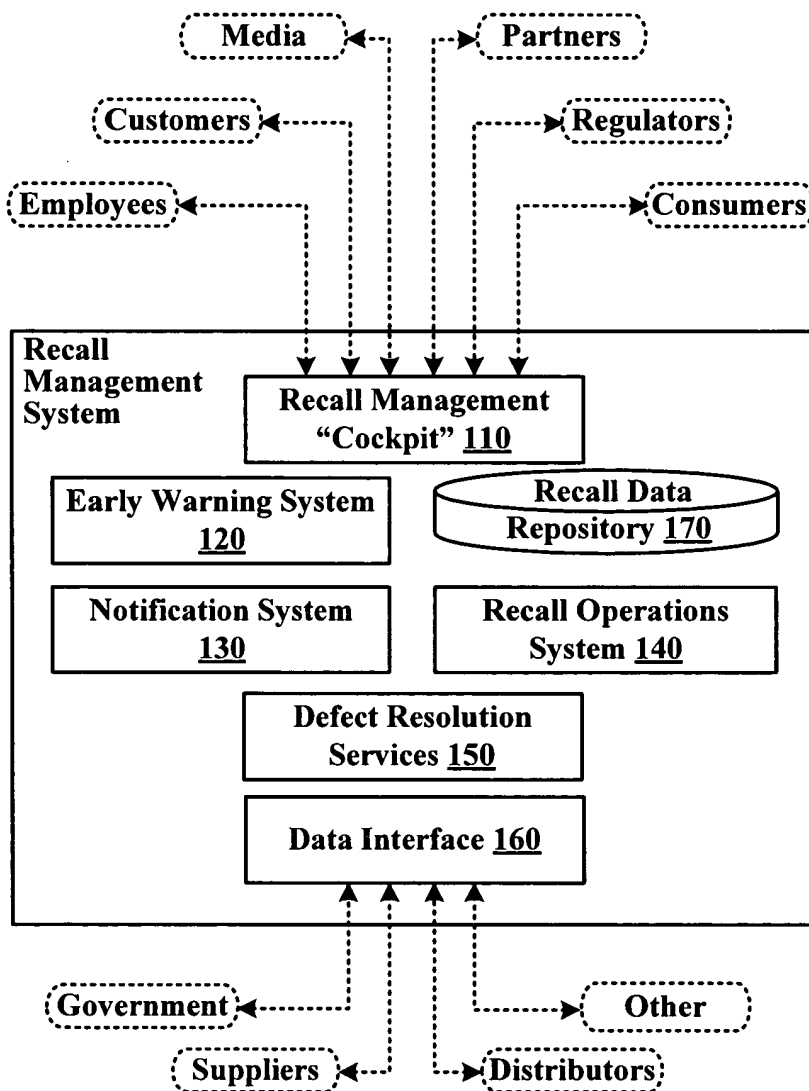 Media
Partners
Customers
Regulators
Employees
Consumers
Recall
Management
System
Recall Management
“Cockpit” 110
Early Warning System
120
Recall Data
Repository 170
Notification System
130
Recall Operations
System 140
Defect Resolution
Services 150
Data Interface 160
Government
Other
Suppliers
Distributors